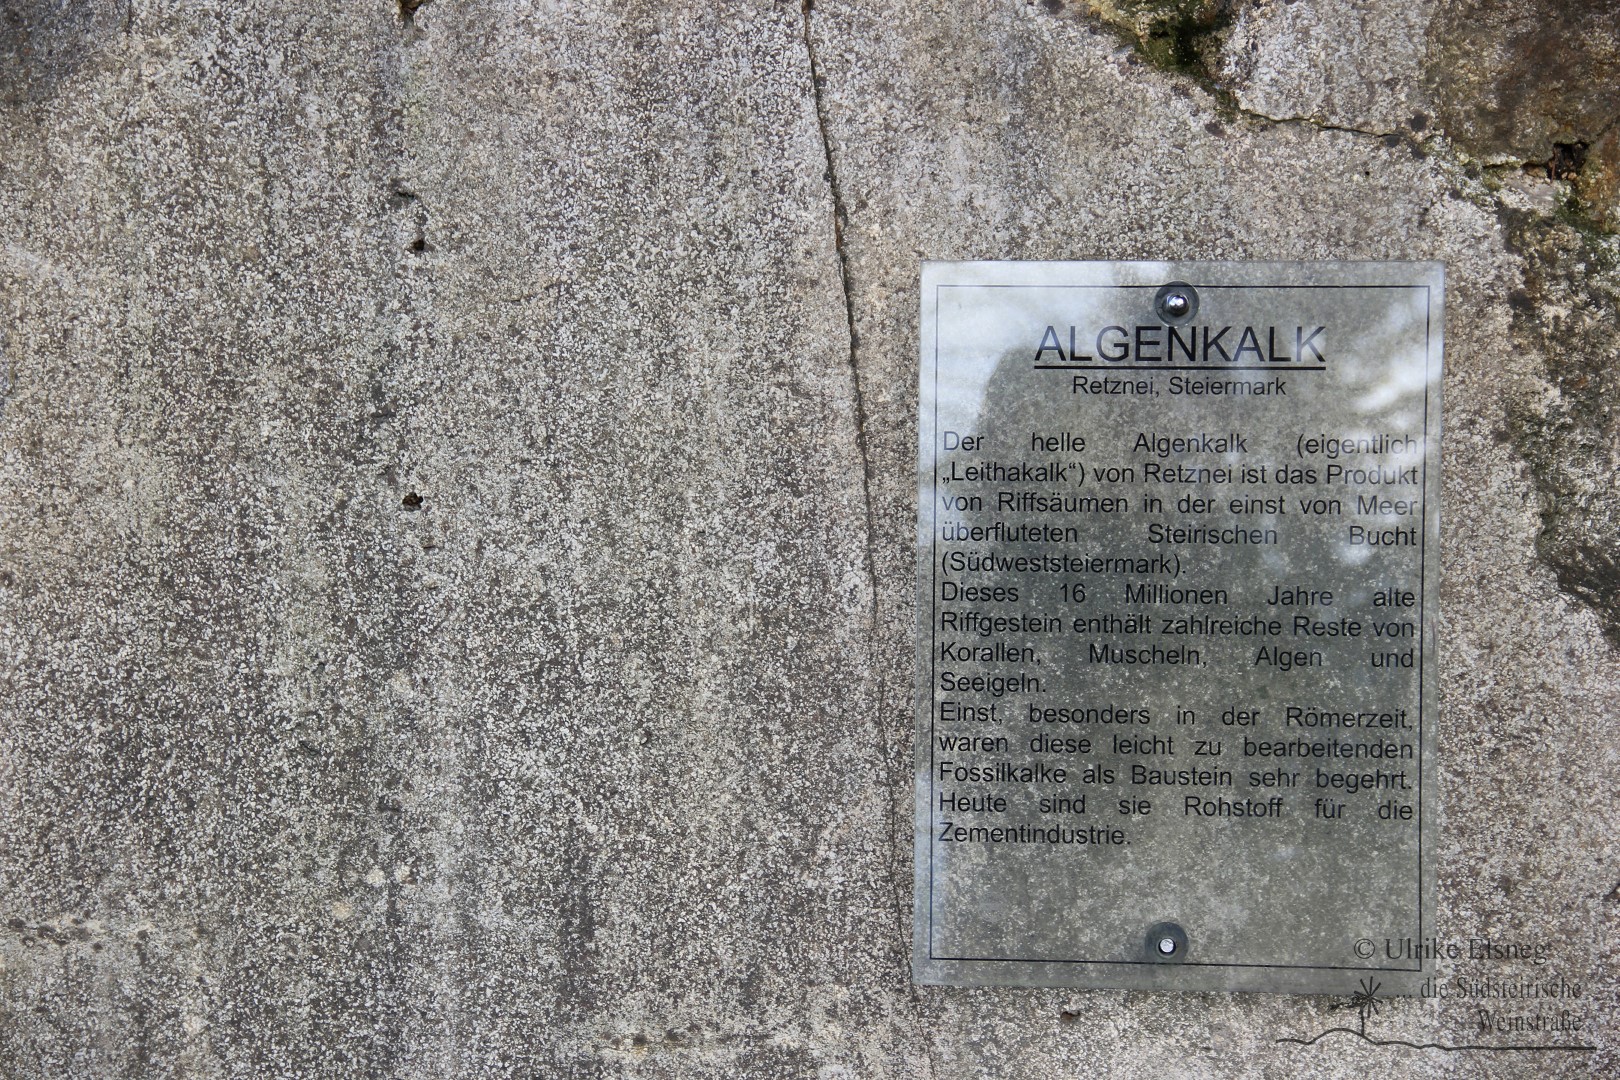 ALGENKALK
Retznei, Steiermark
Der helle Algenkalk (eigentlich
„Leithakalk“) von Retznei ist das Produkt
von Riffsäumen in der einst von Meer
überfluteten Steirischen Bucht
(Südweststeiermark).
Dieses 16 Millionen Jahre alte
Riffgestein enthält zahlreiche Reste von
Korallen, Muscheln, Algen und
Seeigeln.
Einst, besonders in der Römerzeit,
waren diese leicht zu bearbeitenden
Fossilkalke als Baustein sehr begehrt.
Heute sind sie Rohstoff für die
Zementindustrie.
© Ulrike Elsneg
... die Südsteirische
Weinstraße